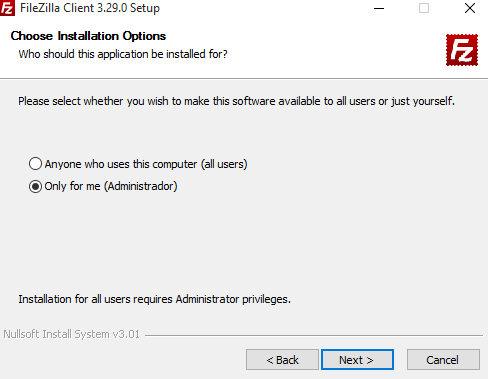 FileZilla Client 3.29.0 Setup
Choose Installation Options
Who should this application be installed for?
Fz
Please select whether you wish to make this software available to all users or just yourself.
Anyone who uses this computer (all users)
Only for me (Administrador)
Installation for all users requires Administrator privileges.
Nullsoft Install System v3.01
< Back Next > Cancel